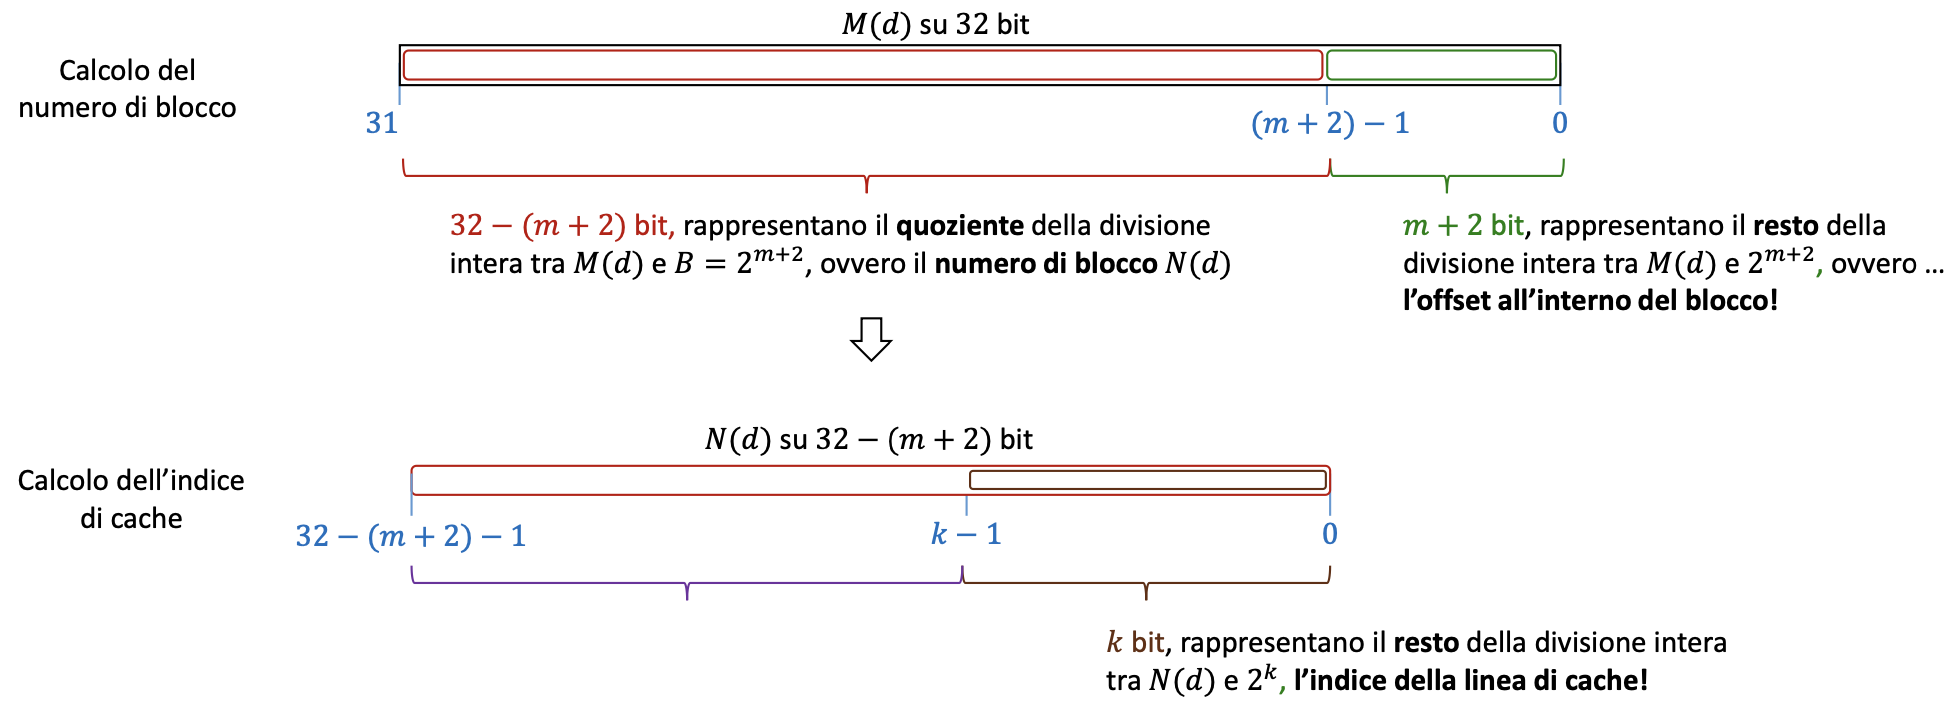 M(d) su 32 bit
Calcolo del
numero di blocco
31
(m + 2) − 1
0
32 − (m + 2) bit, rappresentano il quoziente della divisione
intera tra M(d) e B = 2^{m+2}, ovvero il numero di blocco N(d)
m + 2 bit, rappresentano il resto della
divisione intera tra M(d) e 2^{m+2}, ovvero ...
l’offset all’interno del blocco!
N(d) su 32 − (m + 2) bit
Calcolo dell’indice
di cache
32 − (m + 2) − 1
k − 1
0
k bit, rappresentano il resto della divisione intera
tra N(d) e 2^k, l’indice della linea di cache!